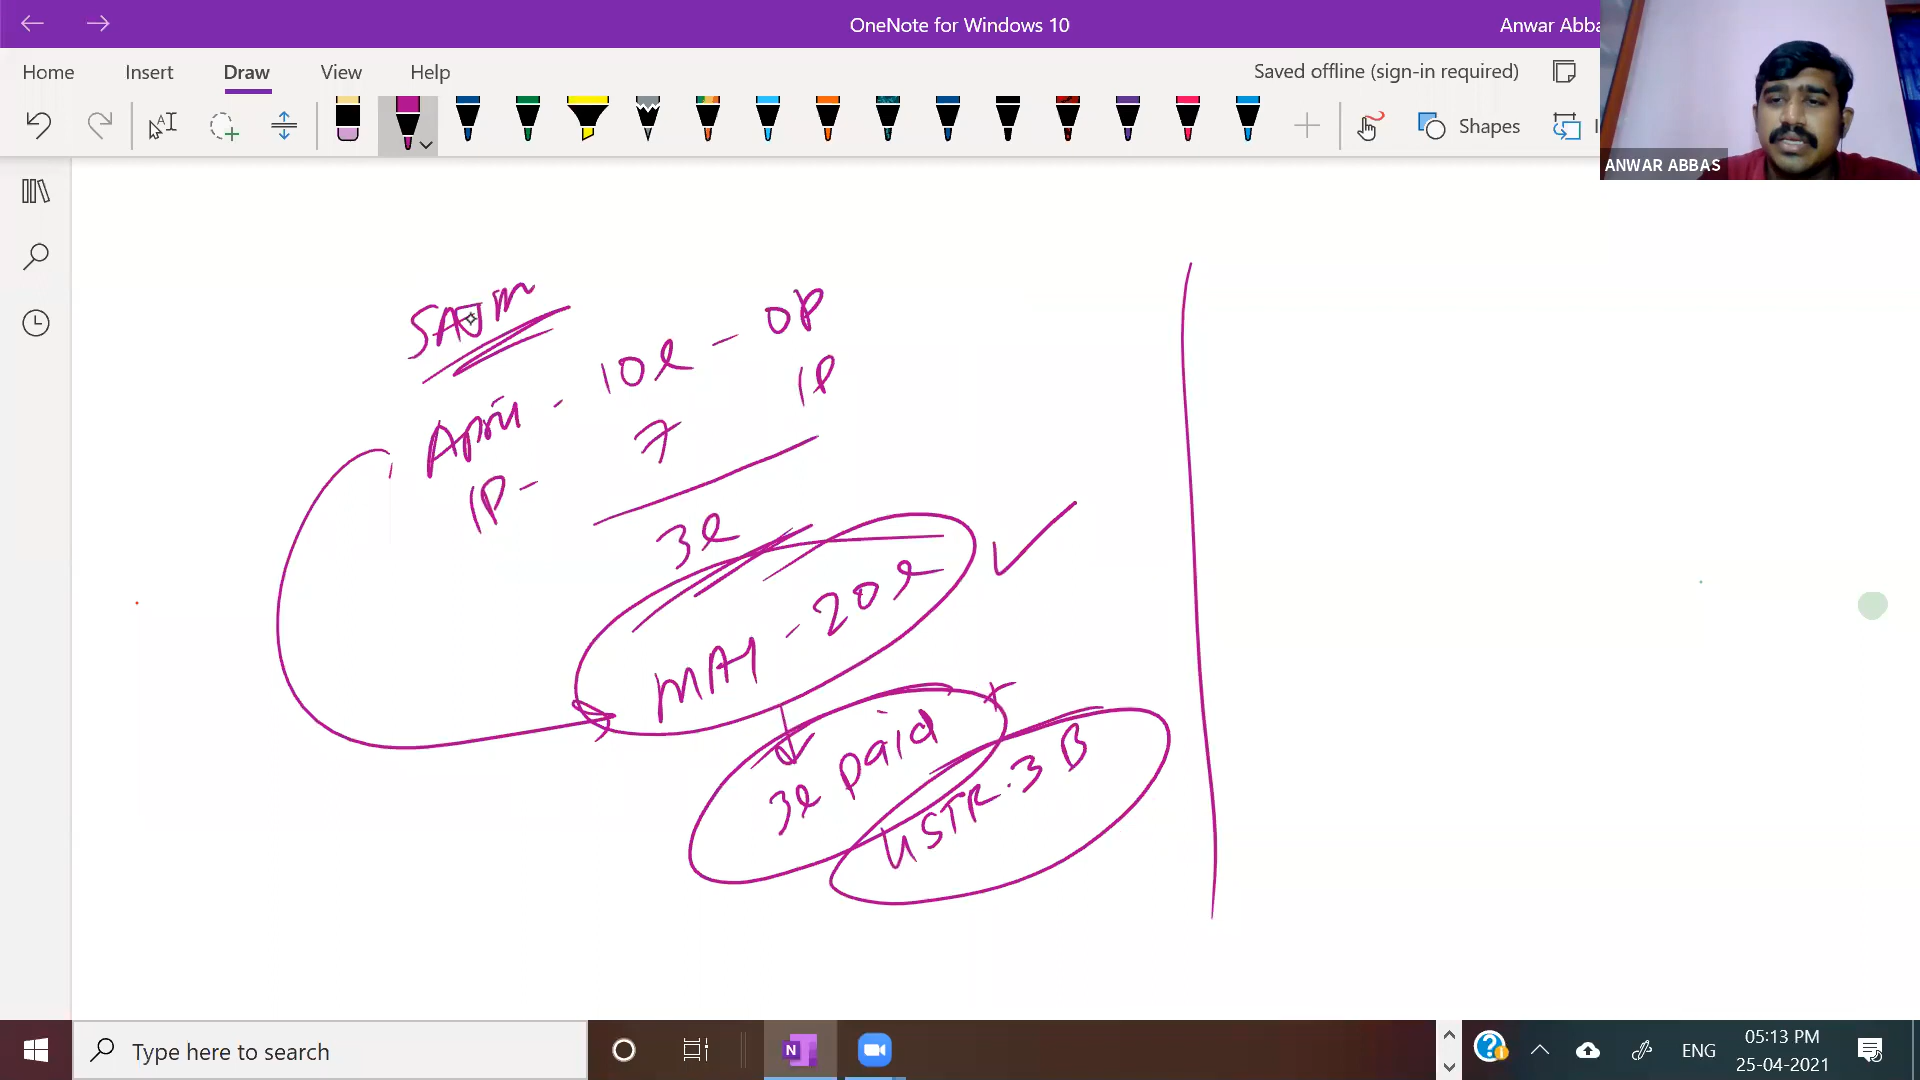 OneNote for Windows 10
Anwar Abba
Home Insert Draw View Help
Saved offline (sign-in required)
Shapes
ANWAR ABBAS
SAJM
April - 10l - OP
IP
IP - 7
3l
MAY - 20l
3l paid
GSTR-3B
Type here to search
ENG
05:13 PM
25-04-2021